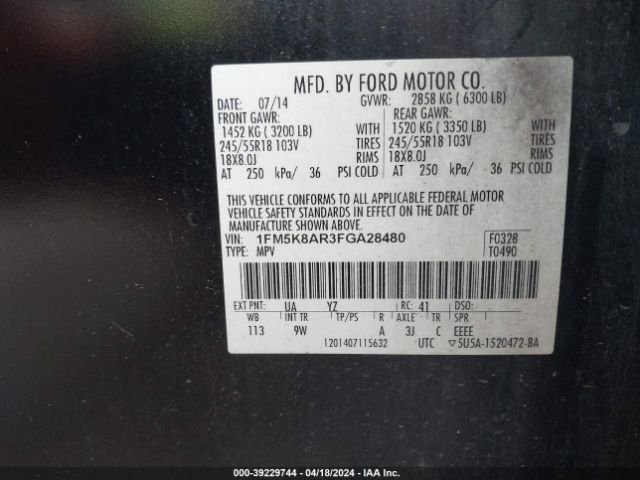 MFD. BY FORD MOTOR CO.
DATE: 07/14 GVWR: 2858 KG ( 6300 LB)
FRONT GAWR: REAR GAWR:
1452 KG ( 3200 LB) WITH 1520 KG ( 3350 LB) WITH
245/55R18 103V TIRES 245/55R18 103V TIRES
18X8.0J RIMS 18X8.0J RIMS
AT 250 kPa/ 36 PSI COLD AT 250 kPa/ 36 PSI COLD
THIS VEHICLE CONFORMS TO ALL APPLICABLE FEDERAL MOTOR
VEHICLE SAFETY STANDARDS IN EFFECT ON THE DATE OF
MANUFACTURE SHOWN ABOVE.
VIN: 1FM5K8AR3FGA28480 F0328
TYPE: MPV T0490
EXT PNT: UA YZ RC: 41 DSO:
WB INT TR TP/PS R AXLE TR SPR
113 9W A 3J C EEEE
1201407115632 UTC ▽5U5A-1520472-BA
000-39229744 / 04/18/2024 - IAA Inc.